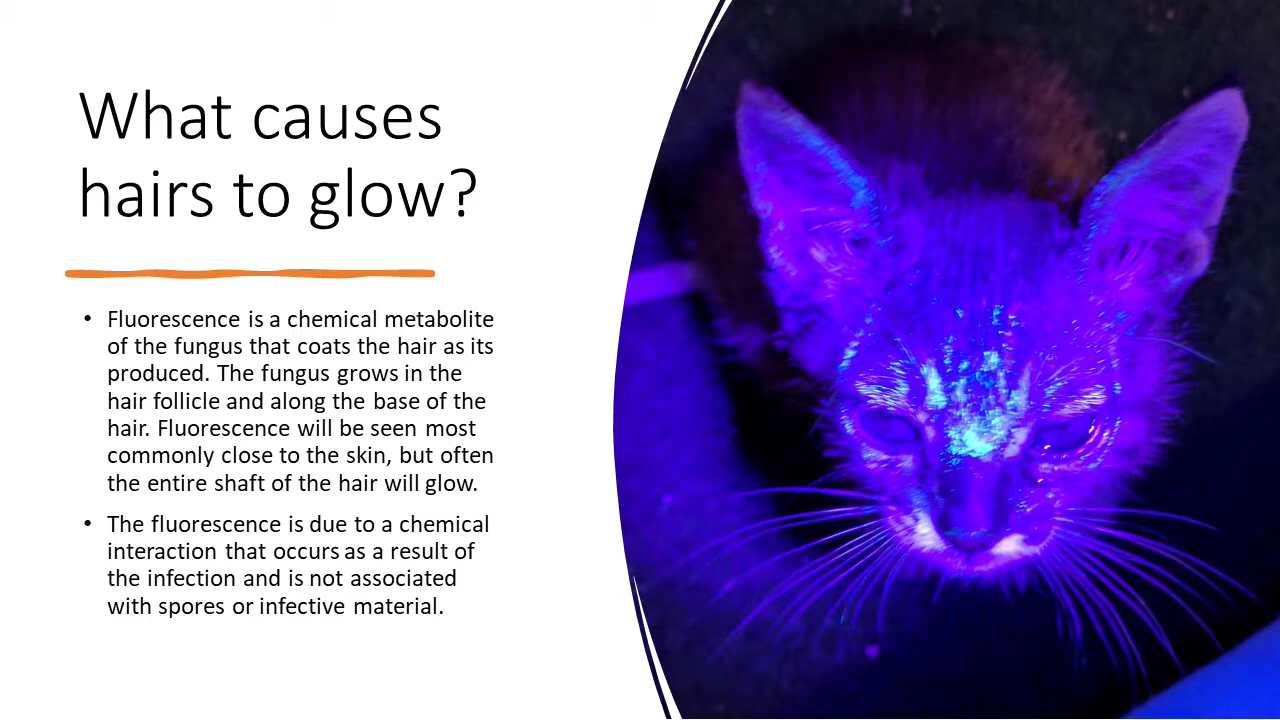 What causes
hairs to glow?
• Fluorescence is a chemical metabolite
of the fungus that coats the hair as its
produced. The fungus grows in the
hair follicle and along the base of the
hair. Fluorescence will be seen most
commonly close to the skin, but often
the entire shaft of the hair will glow.
• The fluorescence is due to a chemical
interaction that occurs as a result of
the infection and is not associated
with spores or infective material.